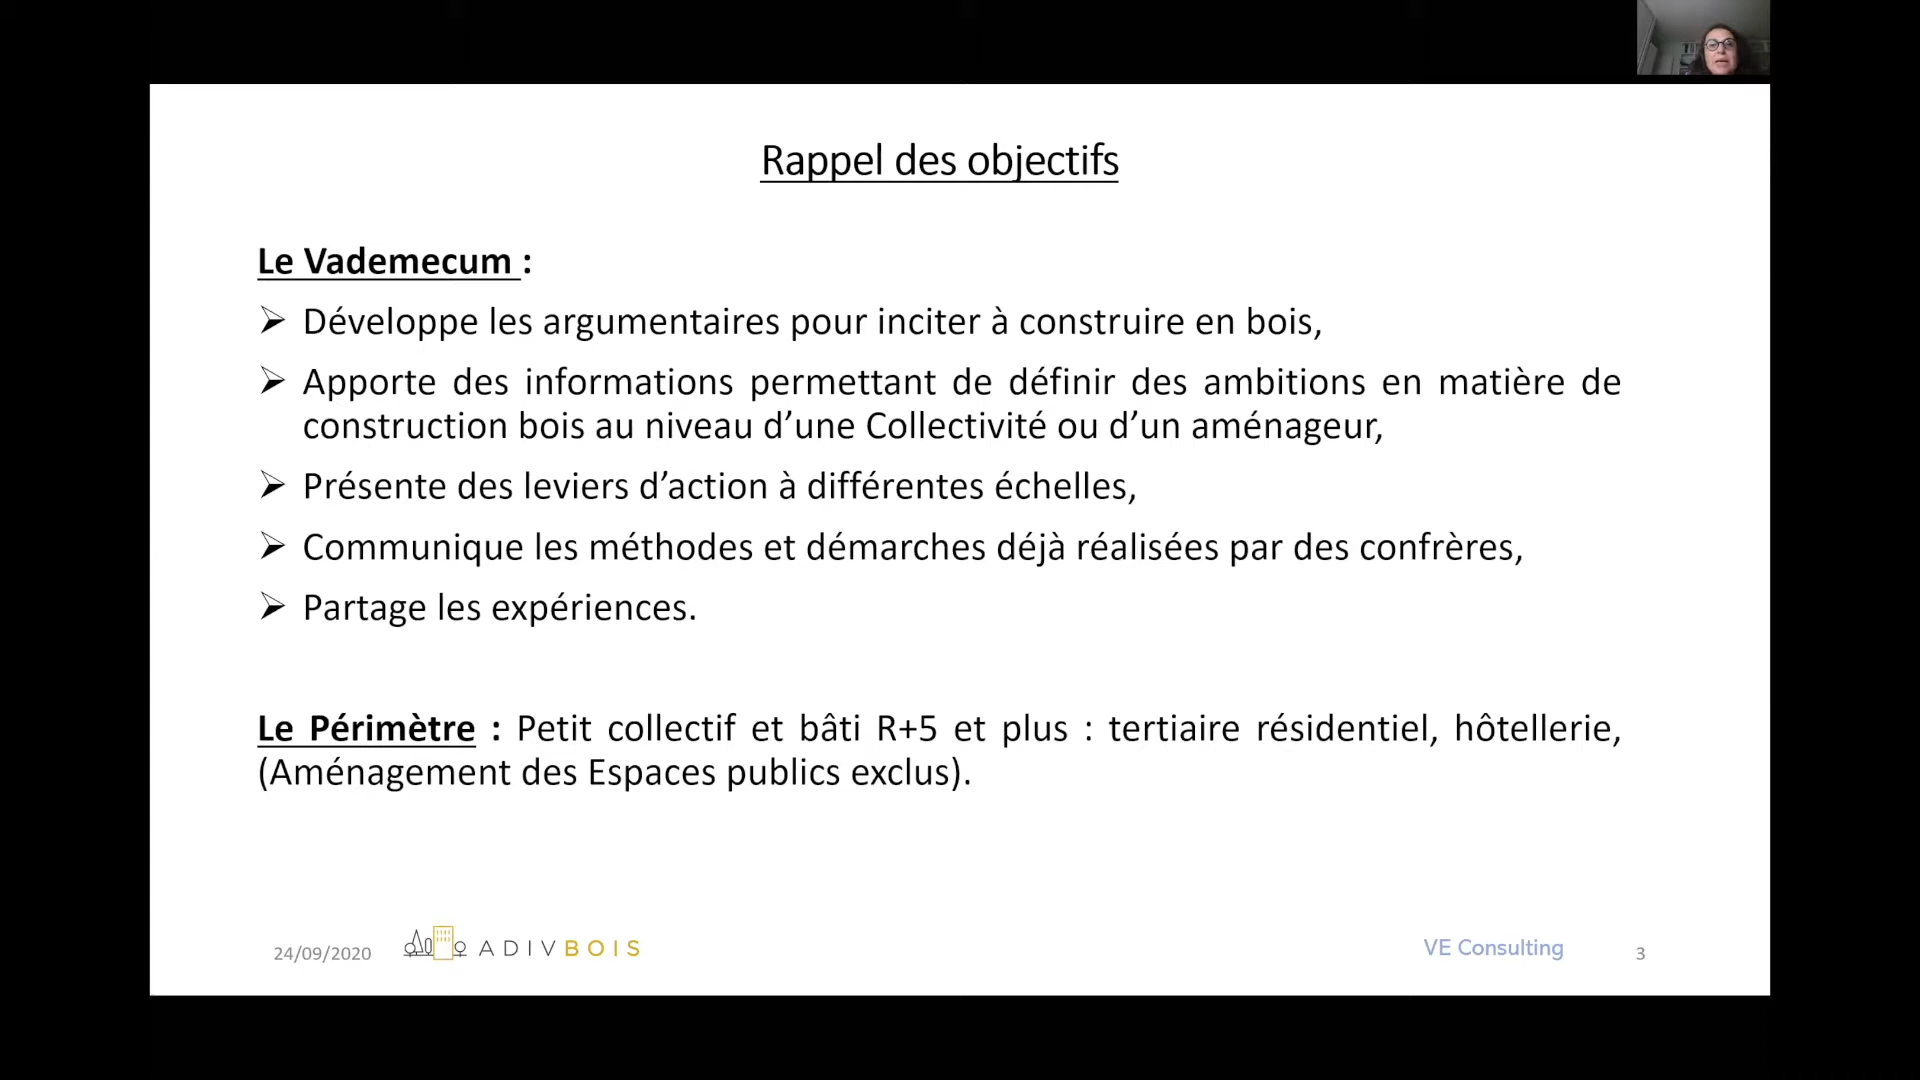 Rappel des objectifs
Le Vademecum :
➢ Développe les argumentaires pour inciter à construire en bois,
➢ Apporte des informations permettant de définir des ambitions en matière de
construction bois au niveau d’une Collectivité ou d’un aménageur,
➢ Présente des leviers d’action à différentes échelles,
➢ Communique les méthodes et démarches déjà réalisées par des confrères,
➢ Partage les expériences.
Le Périmètre : Petit collectif et bâti R+5 et plus : tertiaire résidentiel, hôtellerie,
(Aménagement des Espaces publics exclus).
24/09/2020
ADIVBOIS
VE Consulting
3